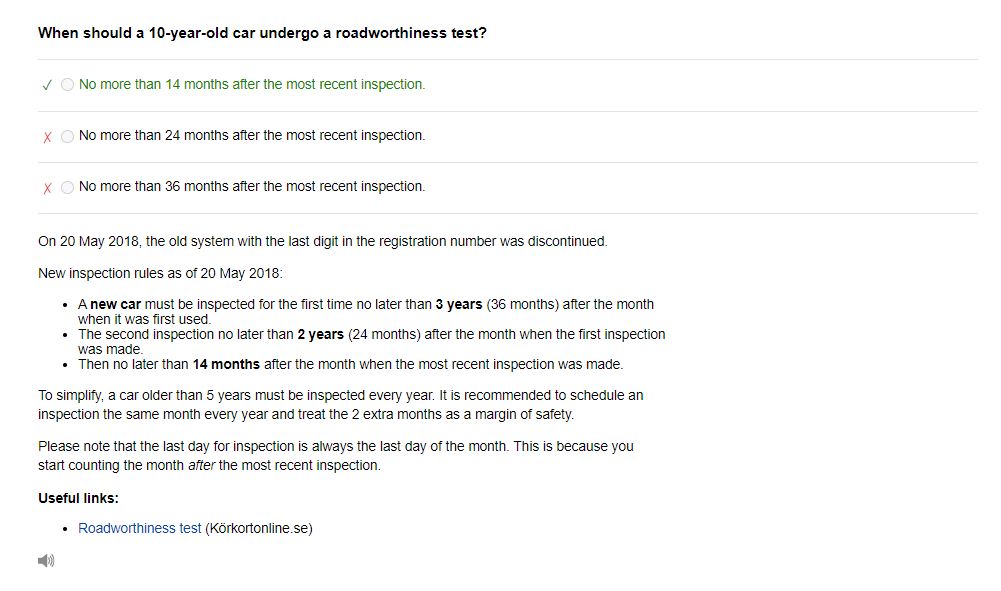 When should a 10-year-old car undergo a roadworthiness test?
✓ No more than 14 months after the most recent inspection.
X No more than 24 months after the most recent inspection.
X No more than 36 months after the most recent inspection.
On 20 May 2018, the old system with the last digit in the registration number was discontinued.
New inspection rules as of 20 May 2018:
• A new car must be inspected for the first time no later than 3 years (36 months) after the month
when it was first used.
• The second inspection no later than 2 years (24 months) after the month when the first inspection
was made.
• Then no later than 14 months after the month when the most recent inspection was made.
To simplify, a car older than 5 years must be inspected every year. It is recommended to schedule an
inspection the same month every year and treat the 2 extra months as a margin of safety.
Please note that the last day for inspection is always the last day of the month. This is because you
start counting the month after the most recent inspection.
Useful links:
• Roadworthiness test (Körkortonline.se)